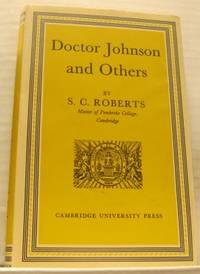 Doctor Johnson
and Others
BY
S. C. ROBERTS
Master of Pembroke College,
Cambridge
CAMBRIDGE UNIVERSITY PRESS